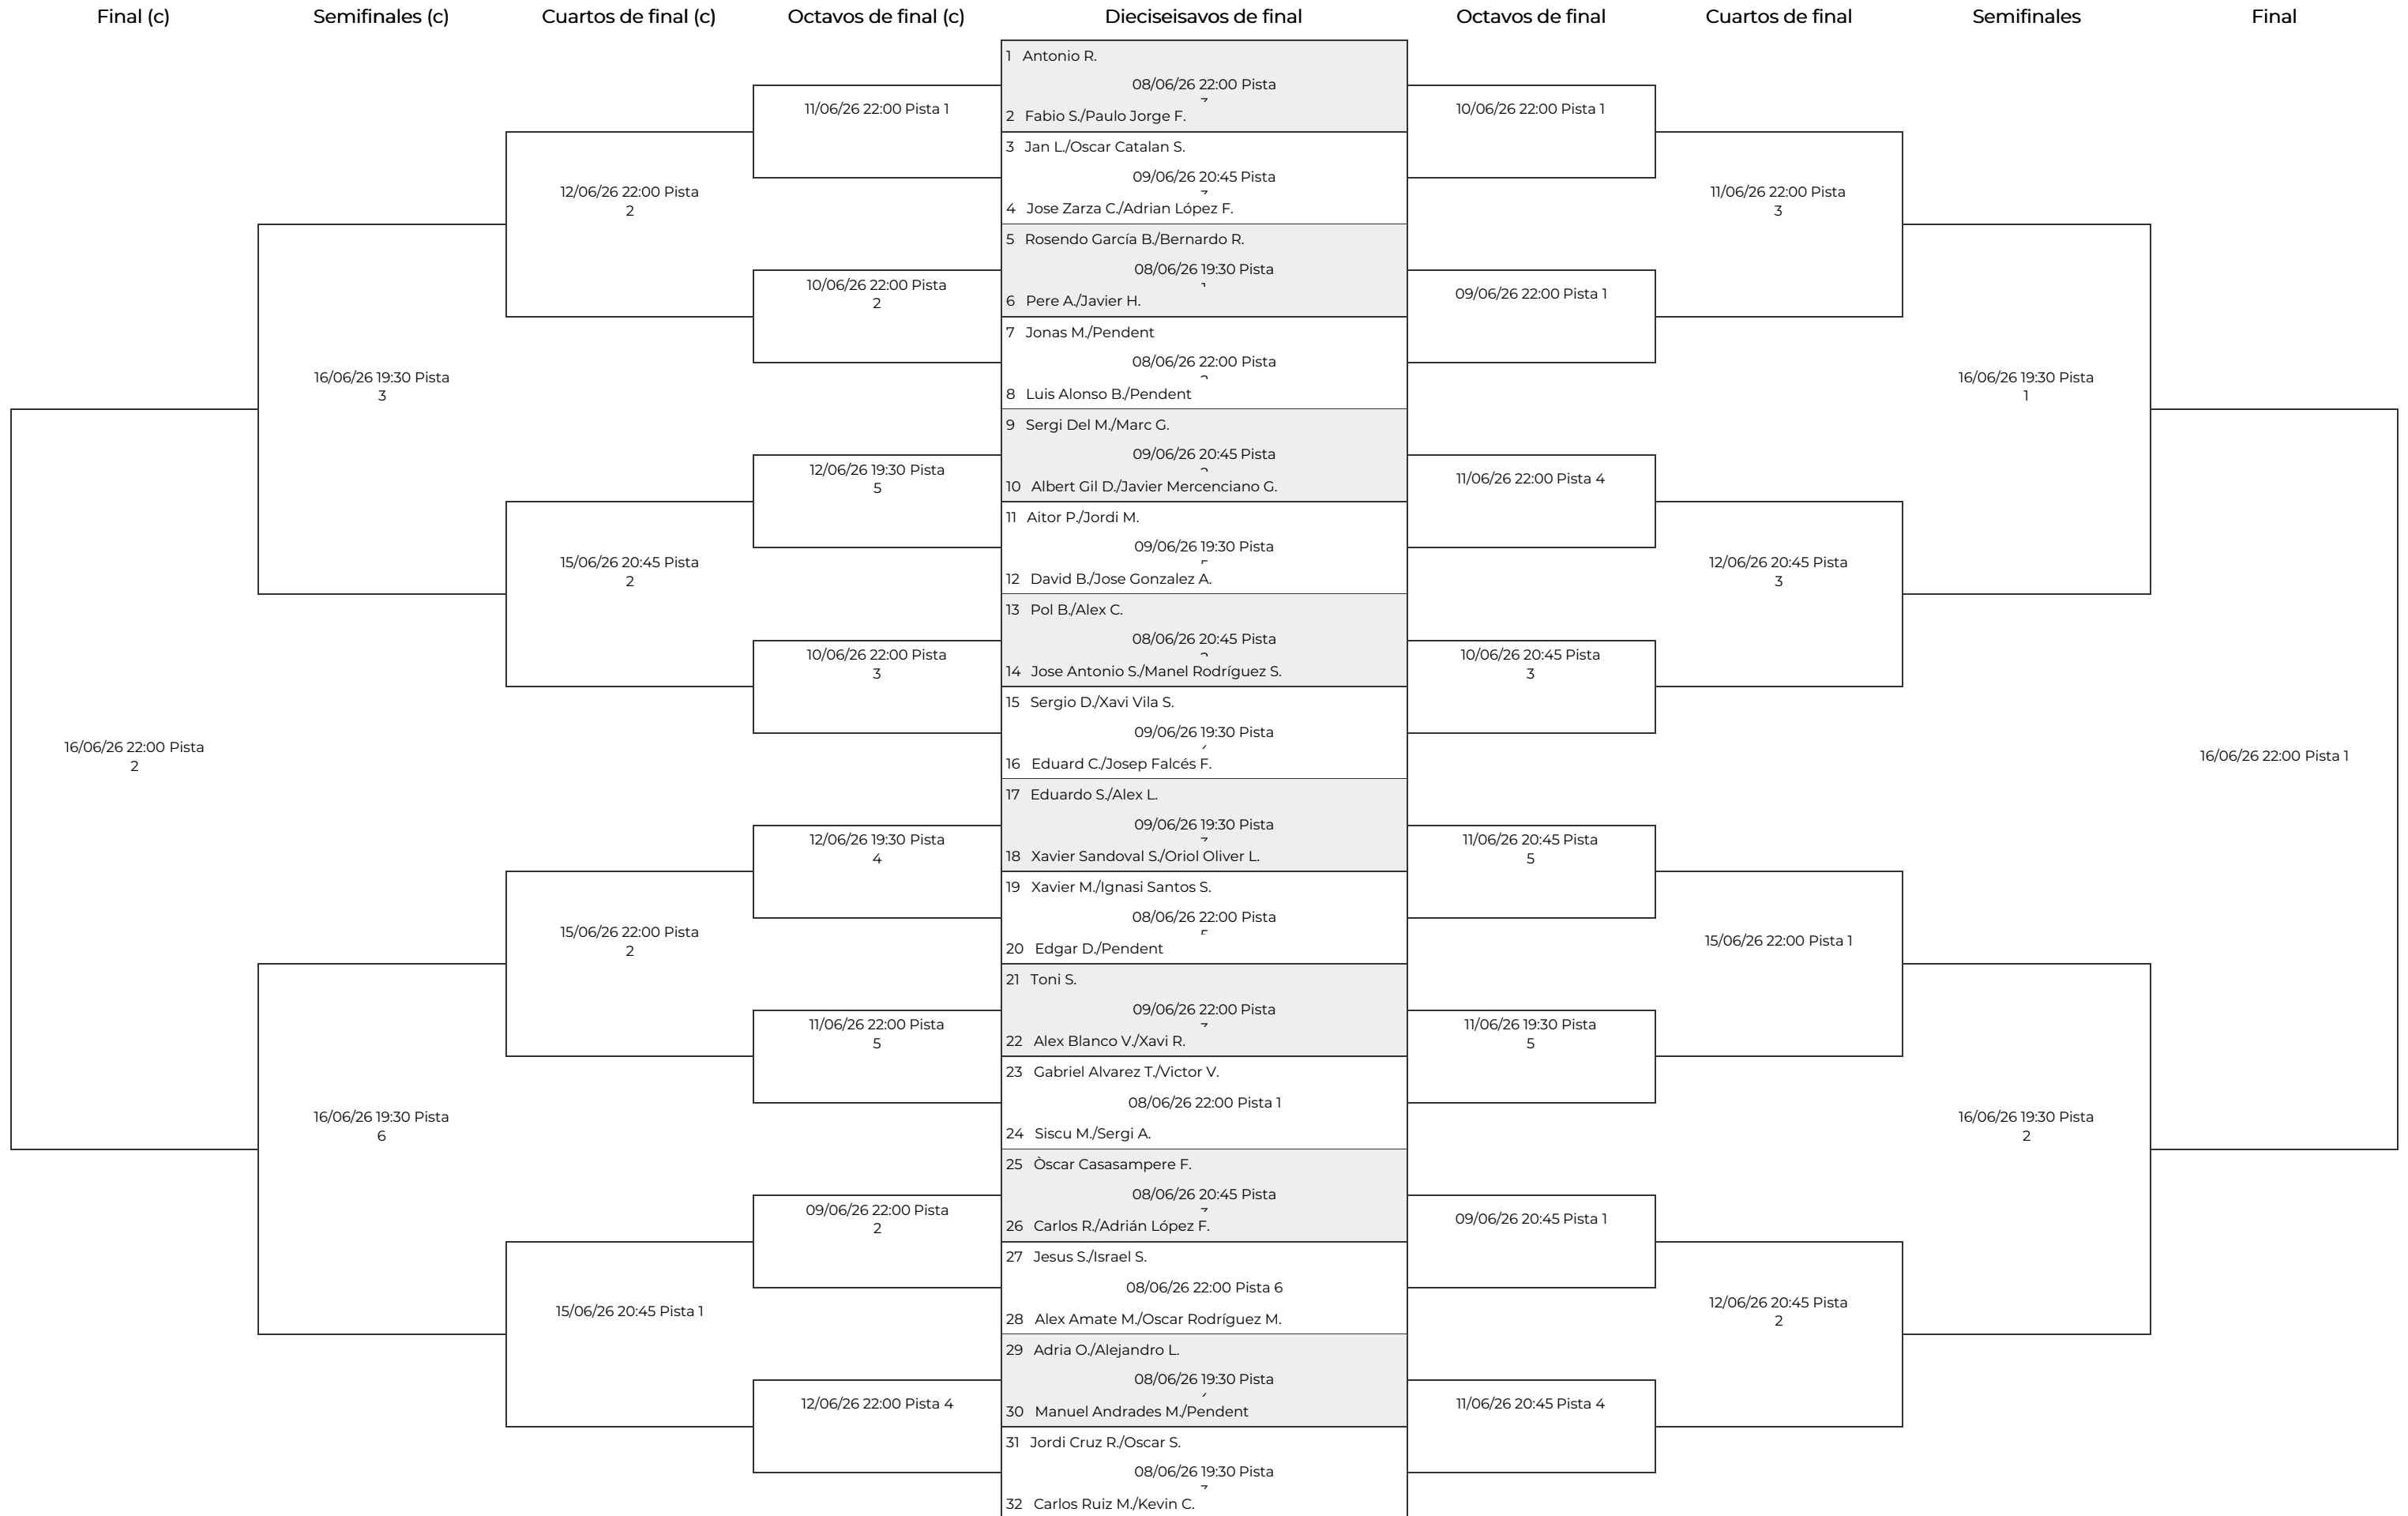 Final (c)
Semifinales (c)
Cuartos de final (c)
Octavos de final (c)
Dieciseisavos de final
Octavos de final
Cuartos de final
Semifinales
Final
16/06/26 22:00 Pista
2
16/06/26 19:30 Pista
3
16/06/26 19:30 Pista
6
12/06/26 22:00 Pista
2
15/06/26 20:45 Pista
2
15/06/26 22:00 Pista
2
15/06/26 20:45 Pista 1
11/06/26 22:00 Pista 1
10/06/26 22:00 Pista
2
12/06/26 19:30 Pista
5
10/06/26 22:00 Pista
3
12/06/26 19:30 Pista
4
11/06/26 22:00 Pista
5
09/06/26 22:00 Pista
2
12/06/26 22:00 Pista 4
1 Antonio R.
08/06/26 22:00 Pista
2 Fabio S./Paulo Jorge F.
3 Jan L./Oscar Catalan S.
09/06/26 20:45 Pista
4 Jose Zarza C./Adrian López F.
5 Rosendo García B./Bernardo R.
08/06/26 19:30 Pista
6 Pere A./Javier H.
7 Jonas M./Pendent
08/06/26 22:00 Pista
8 Luis Alonso B./Pendent
9 Sergi Del M./Marc G.
09/06/26 20:45 Pista
10 Albert Gil D./Javier Mercenciano G.
11 Aitor P./Jordi M.
09/06/26 19:30 Pista
12 David B./Jose Gonzalez A.
13 Pol B./Alex C.
08/06/26 20:45 Pista
14 Jose Antonio S./Manel Rodríguez S.
15 Sergio D./Xavi Vila S.
09/06/26 19:30 Pista
16 Eduard C./Josep Falcés F.
17 Eduardo S./Alex L.
09/06/26 19:30 Pista
18 Xavier Sandoval S./Oriol Oliver L.
19 Xavier M./Ignasi Santos S.
08/06/26 22:00 Pista
20 Edgar D./Pendent
21 Toni S.
09/06/26 22:00 Pista
22 Alex Blanco V./Xavi R.
23 Gabriel Alvarez T./Victor V.
08/06/26 22:00 Pista 1
24 Siscu M./Sergi A.
25 Òscar Casasampere F.
08/06/26 20:45 Pista
26 Carlos R./Adrián López F.
27 Jesus S./Israel S.
08/06/26 22:00 Pista 6
28 Alex Amate M./Oscar Rodríguez M.
29 Adria O./Alejandro L.
08/06/26 19:30 Pista
30 Manuel Andrades M./Pendent
31 Jordi Cruz R./Oscar S.
08/06/26 19:30 Pista
32 Carlos Ruiz M./Kevin C.
10/06/26 22:00 Pista 1
09/06/26 22:00 Pista 1
11/06/26 22:00 Pista 4
10/06/26 20:45 Pista
3
11/06/26 20:45 Pista
5
11/06/26 19:30 Pista
5
09/06/26 20:45 Pista 1
11/06/26 20:45 Pista 4
11/06/26 22:00 Pista
3
12/06/26 20:45 Pista
3
15/06/26 22:00 Pista 1
12/06/26 20:45 Pista
2
16/06/26 19:30 Pista
1
16/06/26 19:30 Pista
2
16/06/26 22:00 Pista 1